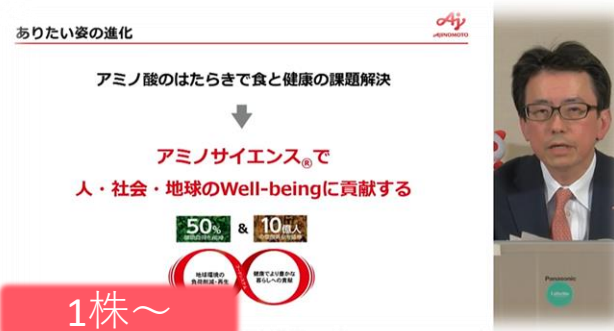 ありたい姿の進化
AJINOMOTO
アミノ酸のはたらきで食と健康の課題解決
アミノサイエンス®で
人・社会・地球のWell-beingに貢献する
50% & 10億人
地球環境の
負荷削減・再生
健康でより豊かな
暮らしへの貢献
Panasonic
1株～